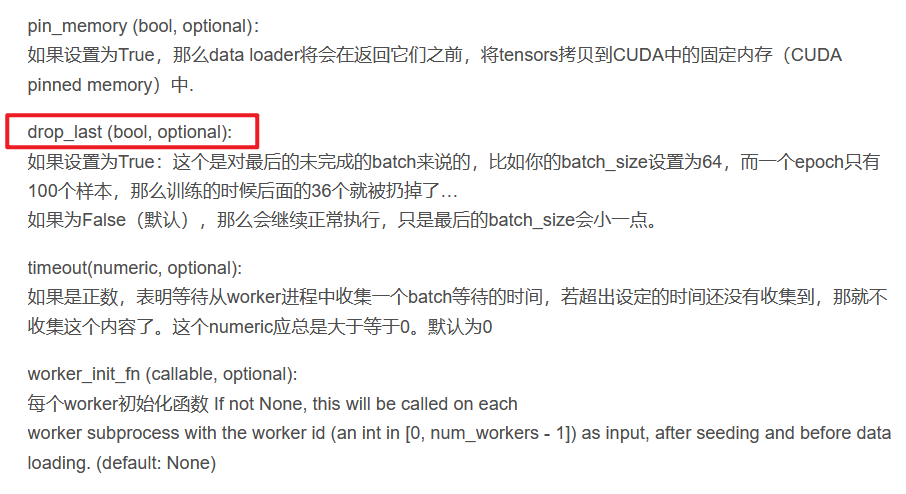 pin_memory (bool, optional)：
如果设置为True，那么data loader将会在返回它们之前，将tensors拷贝到CUDA中的固定内存（CUDA
pinned memory）中.
drop_last (bool, optional):
如果设置为True：这个是对最后的未完成的batch来说的，比如你的batch_size设置为64，而一个epoch只有
100个样本，那么训练的时候后面的36个就被扔掉了…
如果为False（默认），那么会继续正常执行，只是最后的batch_size会小一点。
timeout(numeric, optional):
如果是正数，表明等待从worker进程中收集一个batch等待的时间，若超出设定的时间还没有收集到，那就不
收集这个内容了。这个numeric应总是大于等于0。默认为0
worker_init_fn (callable, optional):
每个worker初始化函数 If not None, this will be called on each
worker subprocess with the worker id (an int in [0, num_workers - 1]) as input, after seeding and before data
loading. (default: None)